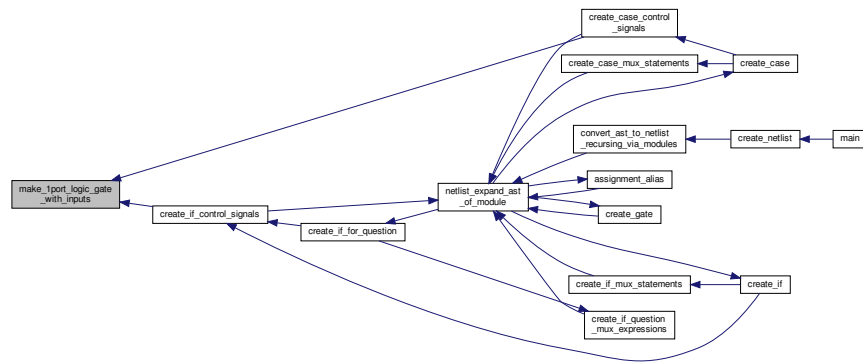 create_case_control
_signals
create_case_mux_statements
create_case
convert_ast_to_netlist
_recursing_via_modules
create_netlist
main
make_1port_logic_gate
_with_inputs
create_if_control_signals
create_if_for_question
netlist_expand_ast
_of_module
assignment_alias
create_gate
create_if_mux_statements
create_if
create_if_question
_mux_expressions